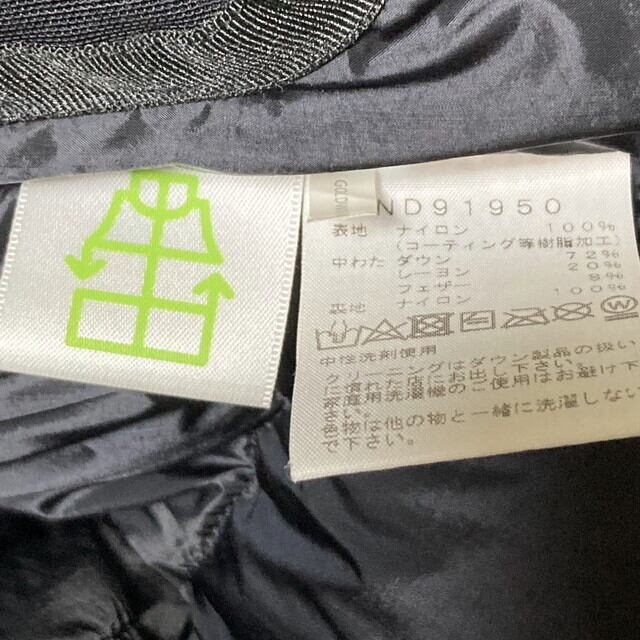 GOLDWIN
ND91950
表地 ナイロン 100%
(コーティング等樹脂加工)
中わた ダウン 72%
レーヨン 20%
フェザー 8%
裏地 ナイロン 100%
中性洗剤使用
クリーニングはダウン製品の扱い
に慣れた店にお出し下さい。
家庭用洗濯機のご使用はお避け下
さい。
他の物と一緒に洗濯しない
で下さい。